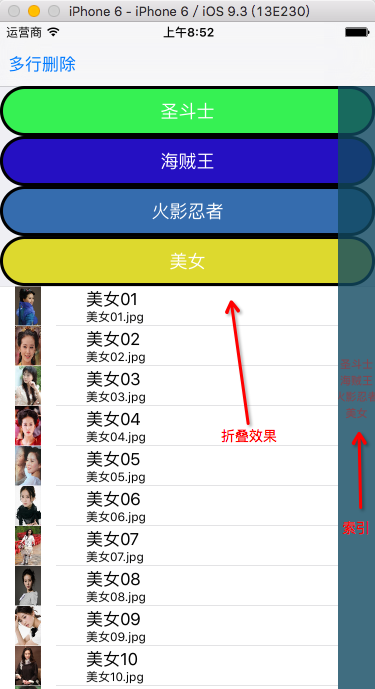 iPhone 6 - iPhone 6 / iOS 9.3 (13E230)
运营商 上午8:52
多行删除
圣斗士
海贼王
火影忍者
美女
美女01
美女01.jpg
美女02
美女02.jpg
美女03
美女03.jpg
美女04
美女04.jpg
美女05
美女05.jpg
美女06
美女06.jpg
美女07
美女07.jpg
美女08
美女08.jpg
美女09
美女09.jpg
美女10
美女10.jpg
折叠效果
圣斗士
海贼王
火影忍者
美女
索引